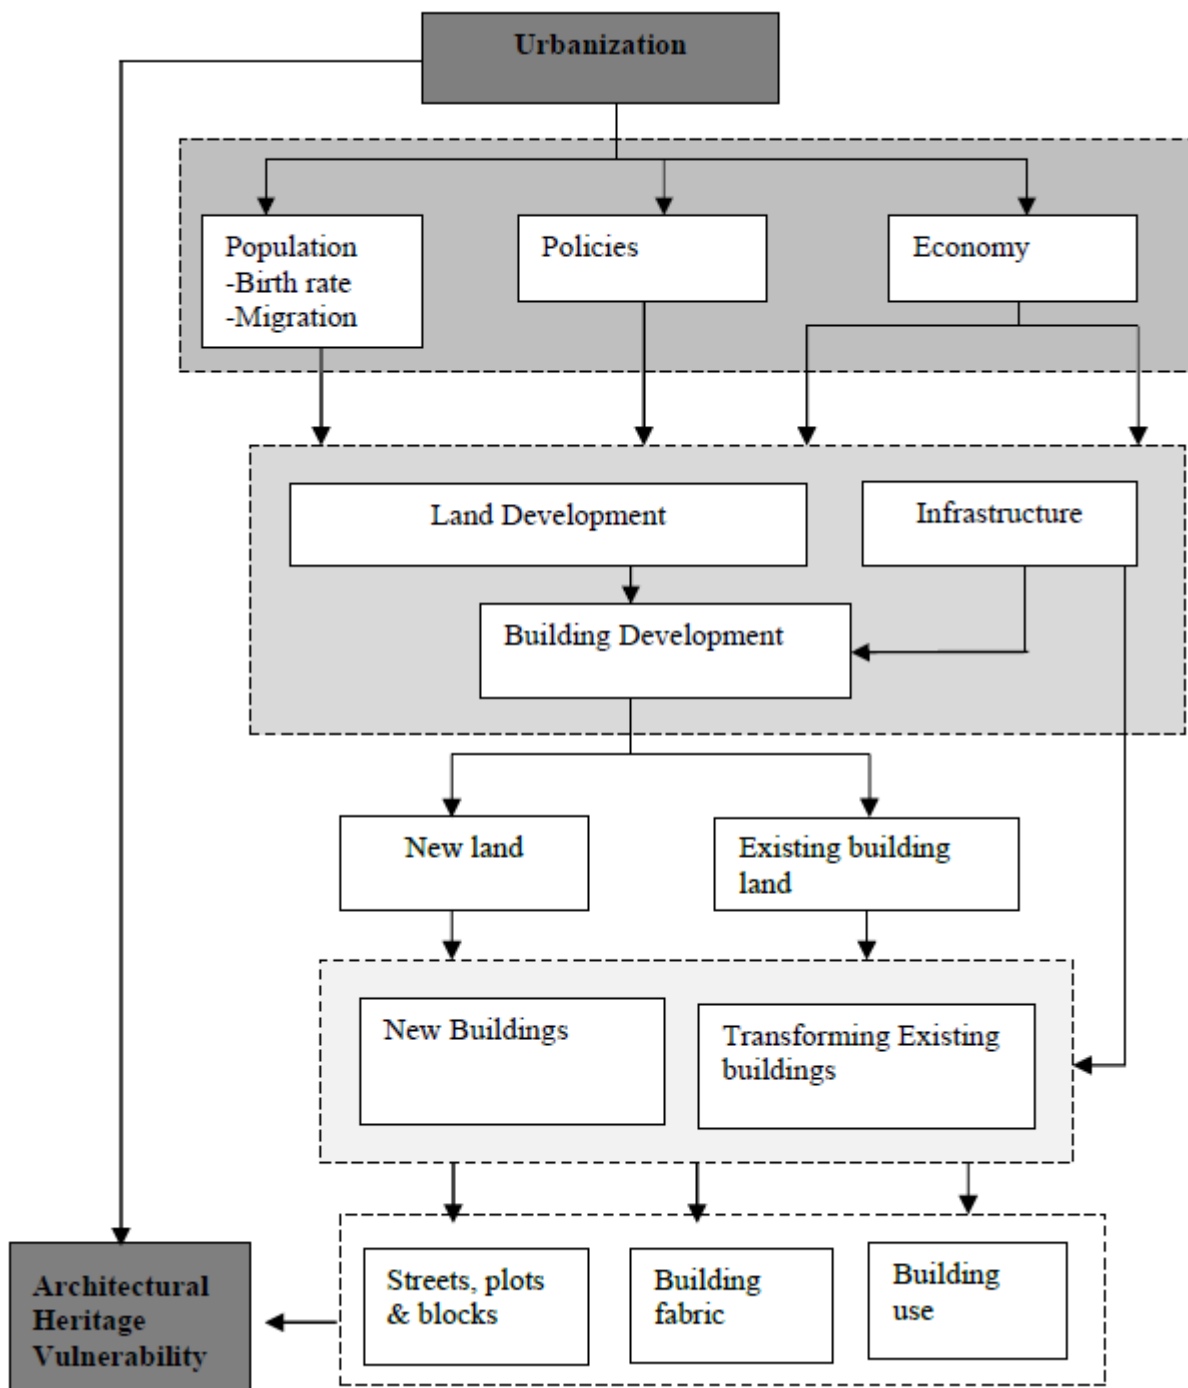 Urbanization
Population
-Birth rate
-Migration
Policies
Economy
Land Development
Infrastructure
Building Development
New land
Existing building
land
New Buildings
Transforming Existing
buildings
Streets, plots
& blocks
Building
fabric
Building
use
Architectural
Heritage
Vulnerability